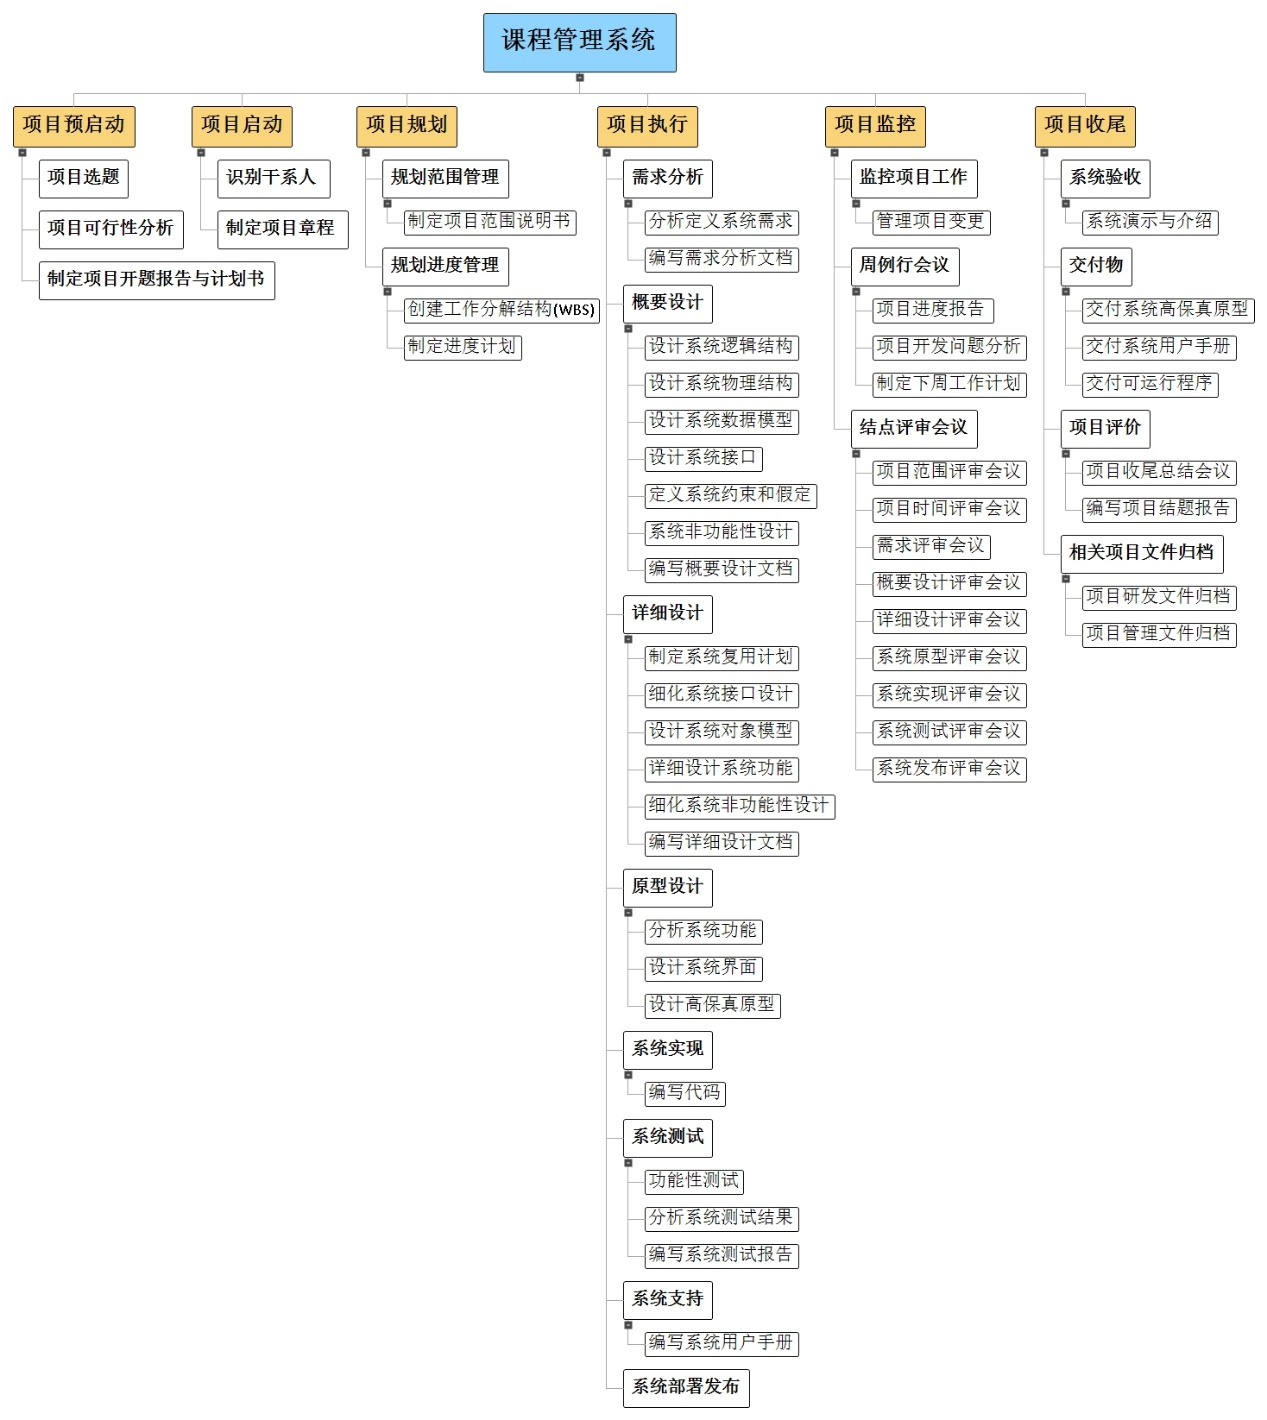 课程管理系统
项目预启动
项目选题
项目可行性分析
制定项目开题报告与计划书
项目启动
识别干系人
制定项目章程
项目规划
规划范围管理
制定项目范围说明书
规划进度管理
创建工作分解结构(WBS)
制定进度计划
项目执行
需求分析
分析定义系统需求
编写需求分析文档
概要设计
设计系统逻辑结构
设计系统物理结构
设计系统数据模型
设计系统接口
定义系统约束和假定
系统非功能性设计
编写概要设计文档
详细设计
制定系统复用计划
细化系统接口设计
设计系统对象模型
详细设计系统功能
细化系统非功能性设计
编写详细设计文档
原型设计
分析系统功能
设计系统界面
设计高保真原型
系统实现
编写代码
系统测试
功能性测试
分析系统测试结果
编写系统测试报告
系统支持
编写系统用户手册
系统部署发布
项目监控
监控项目工作
管理项目变更
周例行会议
项目进度报告
项目开发问题分析
制定下周工作计划
结点评审会议
项目范围评审会议
项目时间评审会议
需求评审会议
概要设计评审会议
详细设计评审会议
系统原型评审会议
系统实现评审会议
系统测试评审会议
系统发布评审会议
项目收尾
系统验收
系统演示与介绍
交付物
交付系统高保真原型
交付系统用户手册
交付可运行程序
项目评价
项目收尾总结会议
编写项目结题报告
相关项目文件归档
项目研发文件归档
项目管理文件归档